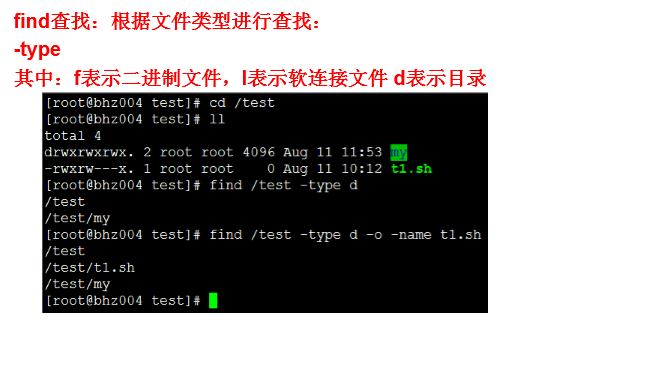 find查找：根据文件类型进行查找：
-type
其中：f表示二进制文件，l表示软连接文件 d表示目录
[root@bhz004 test]# cd /test
[root@bhz004 test]# ll
total 4
drwxrwxrwx. 2 root root 4096 Aug 11 11:53 my
-rwxrw---x. 1 root root    0 Aug 11 10:12 t1.sh
[root@bhz004 test]# find /test -type d
/test
/test/my
[root@bhz004 test]# find /test -type d -o -name t1.sh
/test
/test/t1.sh
/test/my
[root@bhz004 test]#